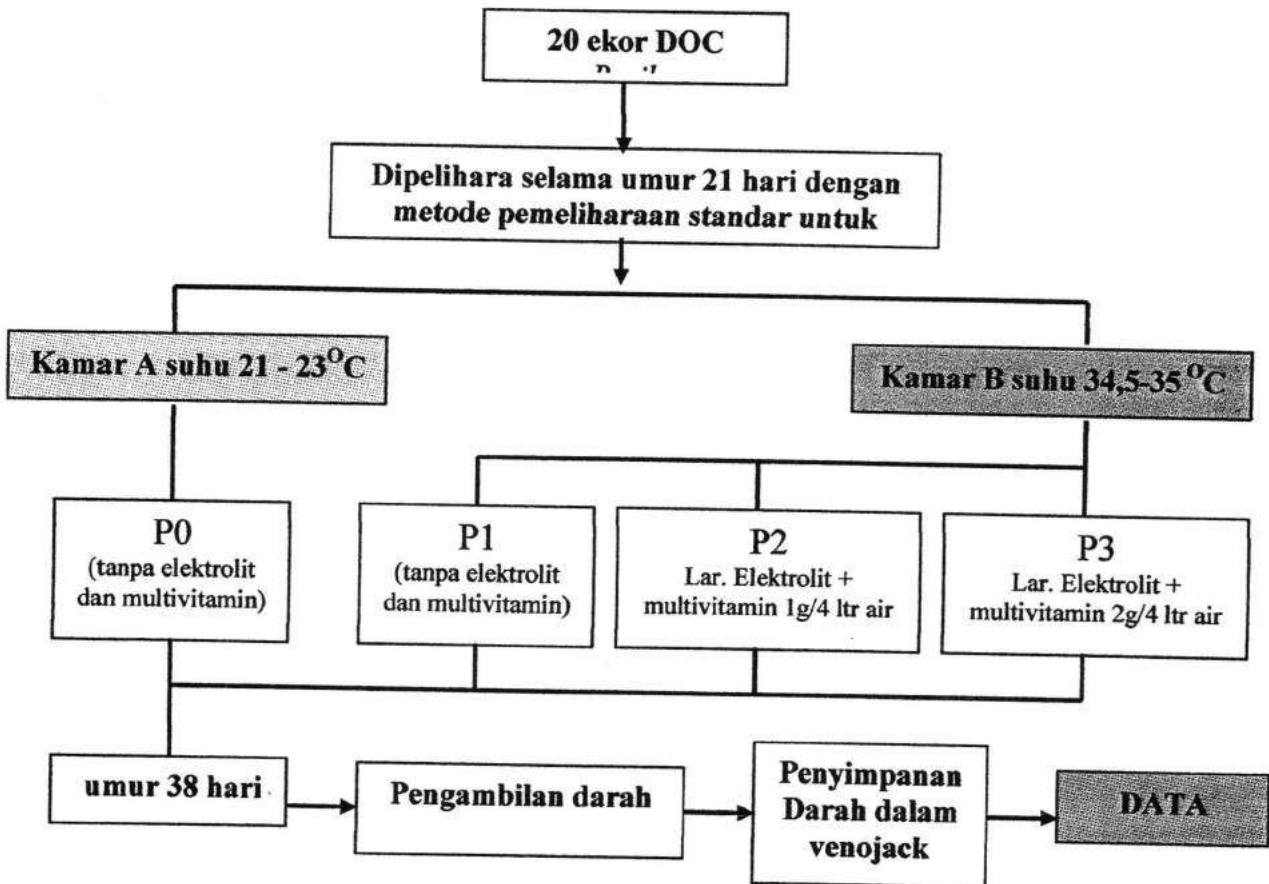 20 ekor DOC
Dipelihara selama umur 21 hari dengan
metode pemeliharaan standar untuk
Kamar A suhu 21 - 23⁰C
Kamar B suhu 34,5-35 ⁰C
P0
(tanpa elektrolit
dan multivitamin)
P1
(tanpa elektrolit
dan multivitamin)
P2
Lar. Elektrolit +
multivitamin 1g/4 ltr air
P3
Lar. Elektrolit +
multivitamin 2g/4 ltr air
umur 38 hari
Pengambilan darah
Penyimpanan
Darah dalam
venojack
DATA